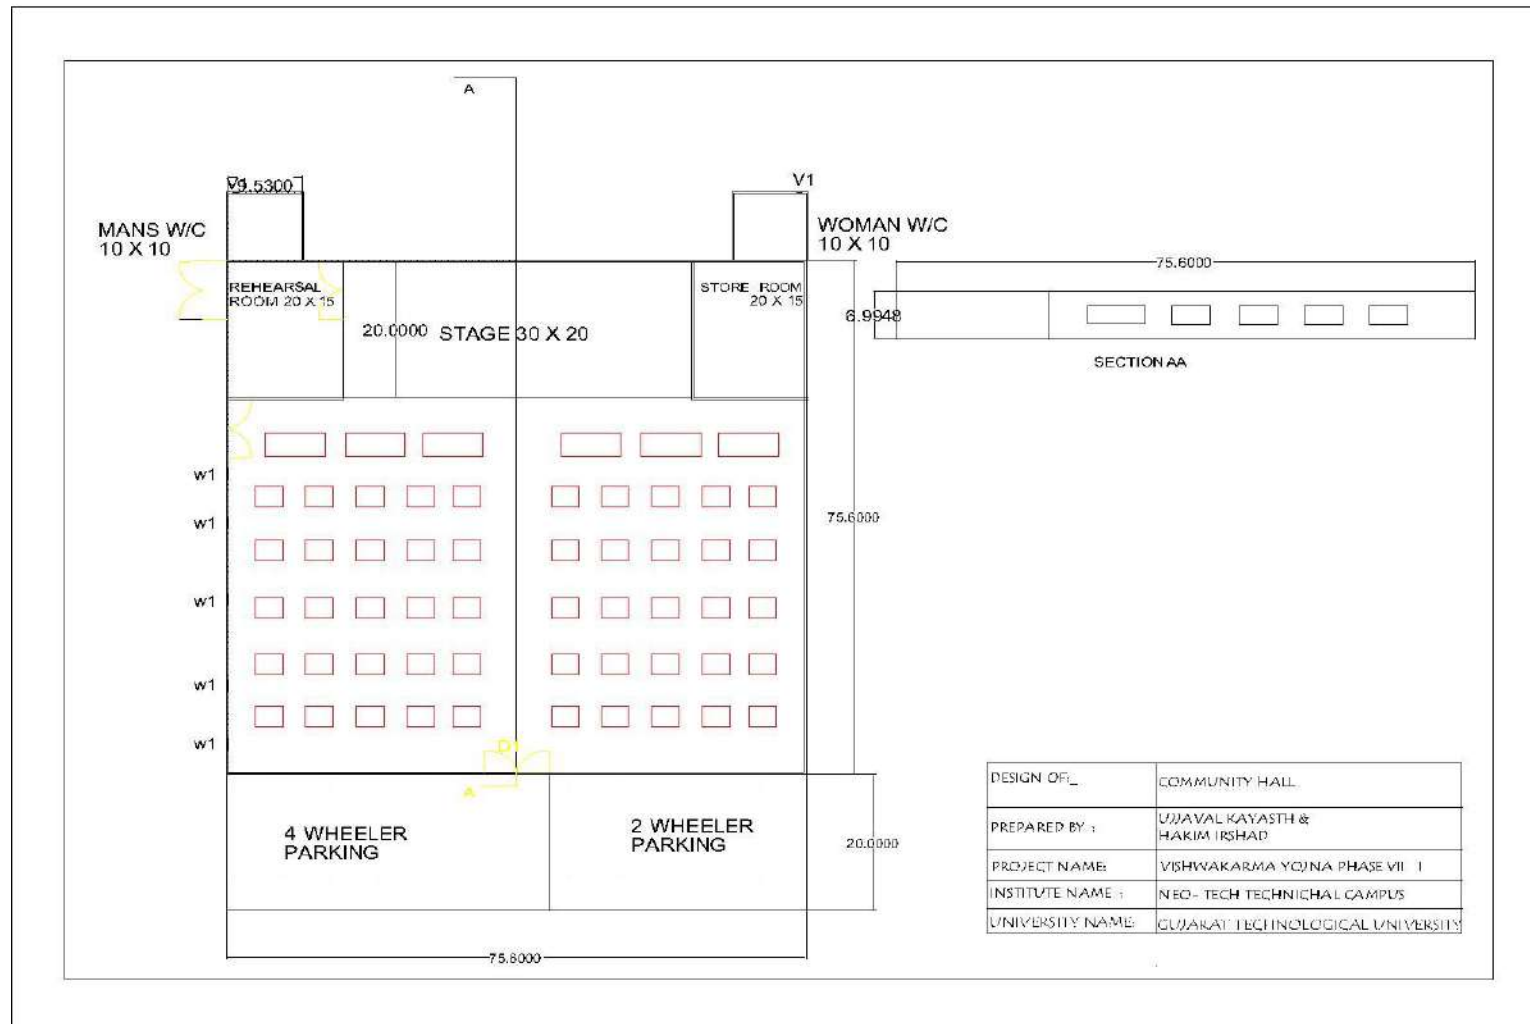 A
V1
9.5300
V1
MANS W/C
10 X 10
WOMAN W/C
10 X 10
REHEARSAL
ROOM 20 X 15
STORE ROOM
20 X 15
20.0000
STAGE 30 X 20
75.6000
6.9948
SECTION AA
w1
w1
w1
w1
w1
75.6000
D1
A
4 WHEELER
PARKING
2 WHEELER
PARKING
20.0000
75.6000
DESIGN OF:_ COMMUNITY HALL
PREPARED BY : UJJAVAL KAYASTH &
HAKIM IRSHAD
PROJECT NAME: VISHWAKARMA YOJNA PHASE VII I
INSTITUTE NAME : NEO- TECH TECHNICHAL CAMPUS
UNIVERSITY NAME: GUJARAT TECHNOLOGICAL UNIVERSITY